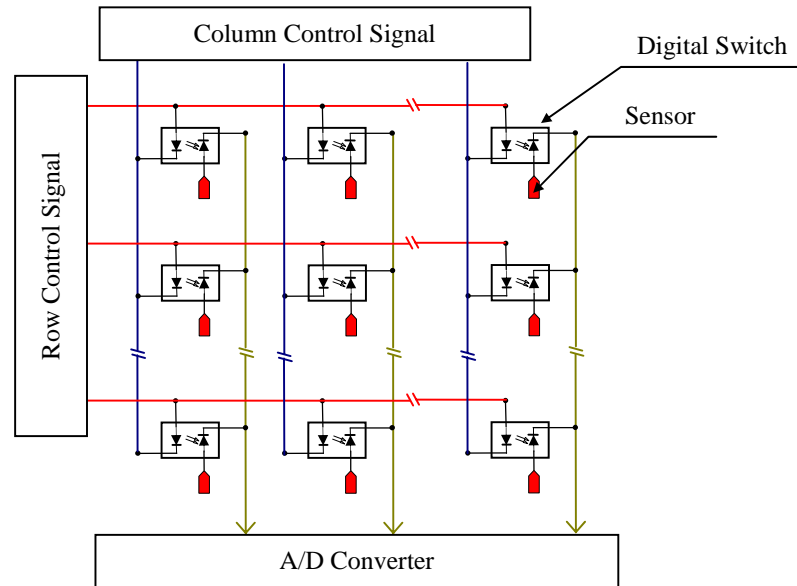 Column Control Signal
Digital Switch
Sensor
Row Control Signal
A/D Converter